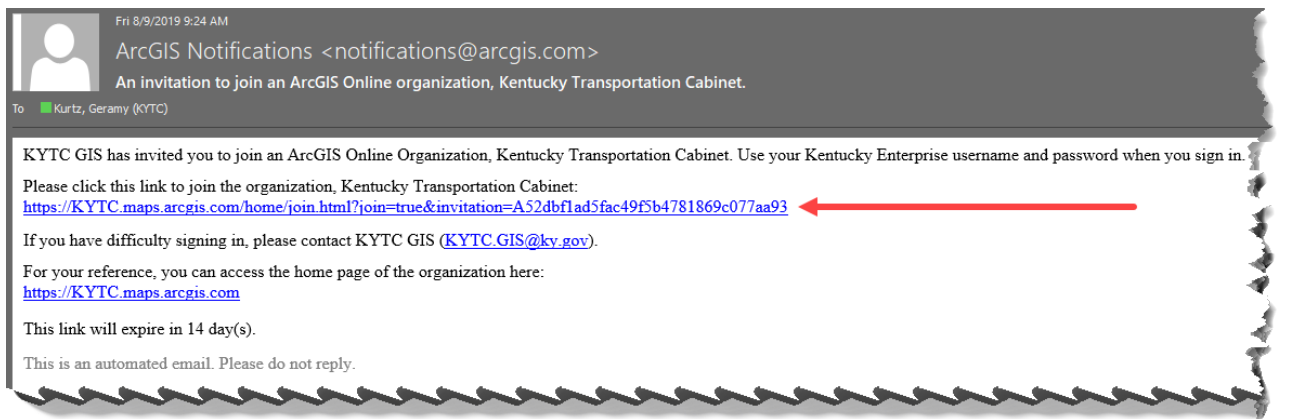 Fri 8/9/2019 9:24 AM
ArcGIS Notifications <notifications@arcgis.com>
An invitation to join an ArcGIS Online organization, Kentucky Transportation Cabinet.
To Kurtz, Geramy (KYTC)
KYTC GIS has invited you to join an ArcGIS Online Organization, Kentucky Transportation Cabinet. Use your Kentucky Enterprise username and password when you sign in.
Please click this link to join the organization, Kentucky Transportation Cabinet:
https://KYTC.maps.arcgis.com/home/join.html?join=true&invitation=A52dbf1ad5fac49f5b4781869c077aa93
If you have difficulty signing in, please contact KYTC GIS (KYTC.GIS@ky.gov).
For your reference, you can access the home page of the organization here:
https://KYTC.maps.arcgis.com
This link will expire in 14 day(s).
This is an automated email. Please do not reply.